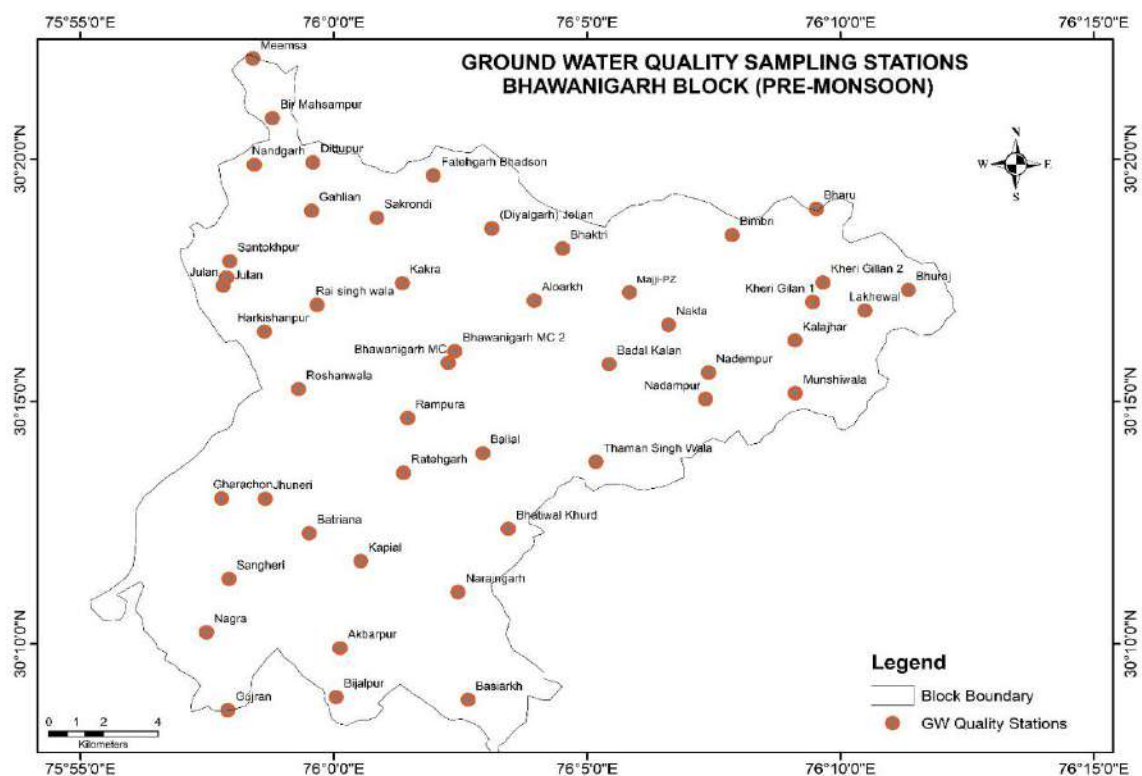 75°55'0"E 76°0'0"E 76°5'0"E 76°10'0"E 76°15'0"E
GROUND WATER QUALITY SAMPLING STATIONS
BHAWANIGARH BLOCK (PRE-MONSOON)
Meemsa
Bir Mahsampur
N
W E
S
30°20'0"N 30°20'0"N
Nandgarh Dittupur
Fatehgarh Bhadson
Gahlian Sakrondi
(Diyalgarh) Jolian
Bharu
Bimbri
Bhaktri
Santokhpur
Julan Julan
Kakra
Majji-PZ
Kheri Gillan 2
Bhuraj
Rai singh wala
Aloarkh
Kheri Gilan 1
Lakhewal
Harkishanpur
Nakta
Kalajhar
Bhawanigarh MC 2
Bhawanigarh MC
Badal Kalan
Nadempur
Roshanwala
Nadampur
Munshiwala
30°15'0"N 30°15'0"N
Rampura
Balial
Thaman Singh Wala
Ratehgarh
Gharachon Jhuneri
Batriana
Bhatiwal Khurd
Kapial
Sangheri
Naraingarh
Nagra
Akbarpur
30°10'0"N 30°10'0"N
Gujran
Bijalpur
Basiarkh
Legend
Block Boundary
GW Quality Stations
0 1 2 4
Kilometers
75°55'0"E 76°0'0"E 76°5'0"E 76°10'0"E 76°15'0"E